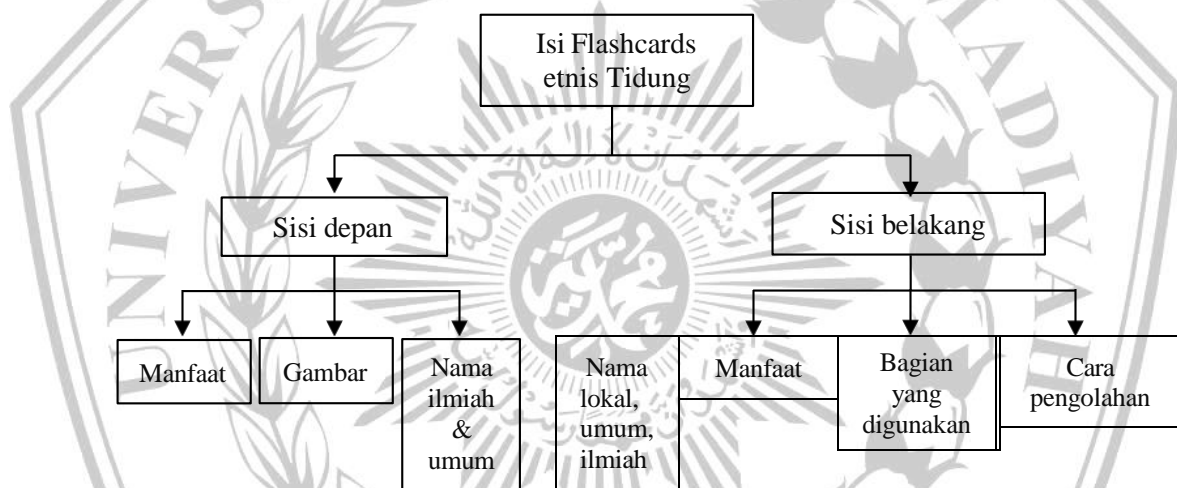 Isi Flashcards
etnis Tidung
Sisi depan
Sisi belakang
Manfaat
Gambar
Nama
ilmiah
&
umum
Nama
lokal,
umum,
ilmiah
Manfaat
Bagian
yang
digunakan
Cara
pengolahan